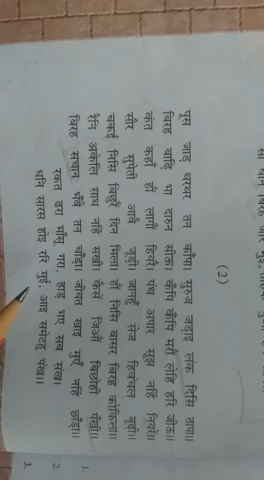 (2)
पूस जाड़ थरथर तन काँपा। सुरुज जड़ाइ लंक दिसि तापा॥
बिरह बाढ़ि भा दारुन सीऊ। कँपि कँपि मरौं लेहि हरि जीऊ॥
कंत कहाँ हौं लागौं हियरैं। पंथ अपार सूझ नहिं नियरें॥
सौर सुपेती आवै जूड़ी। जानहुँ सेज हिवंचल बूढ़ी॥
चकई निसि बिछुरैं दिन मिला। हौं निसि बासर बिरह कोकिला॥
रैनि अकेलि साथ नहिं सखी। कैसें जिऔं बिछोही पँखी॥
बिरह सचान भँवै तन चाँड़ा। जीयत खाइ मुएँ नहिं छाँड़ा॥
रकत ढरा माँसू गरा, हाड़ भए सब संख।
धनि सारस होइ ररि मुई, आइ समेटहु पंख॥
1.
2.
3.